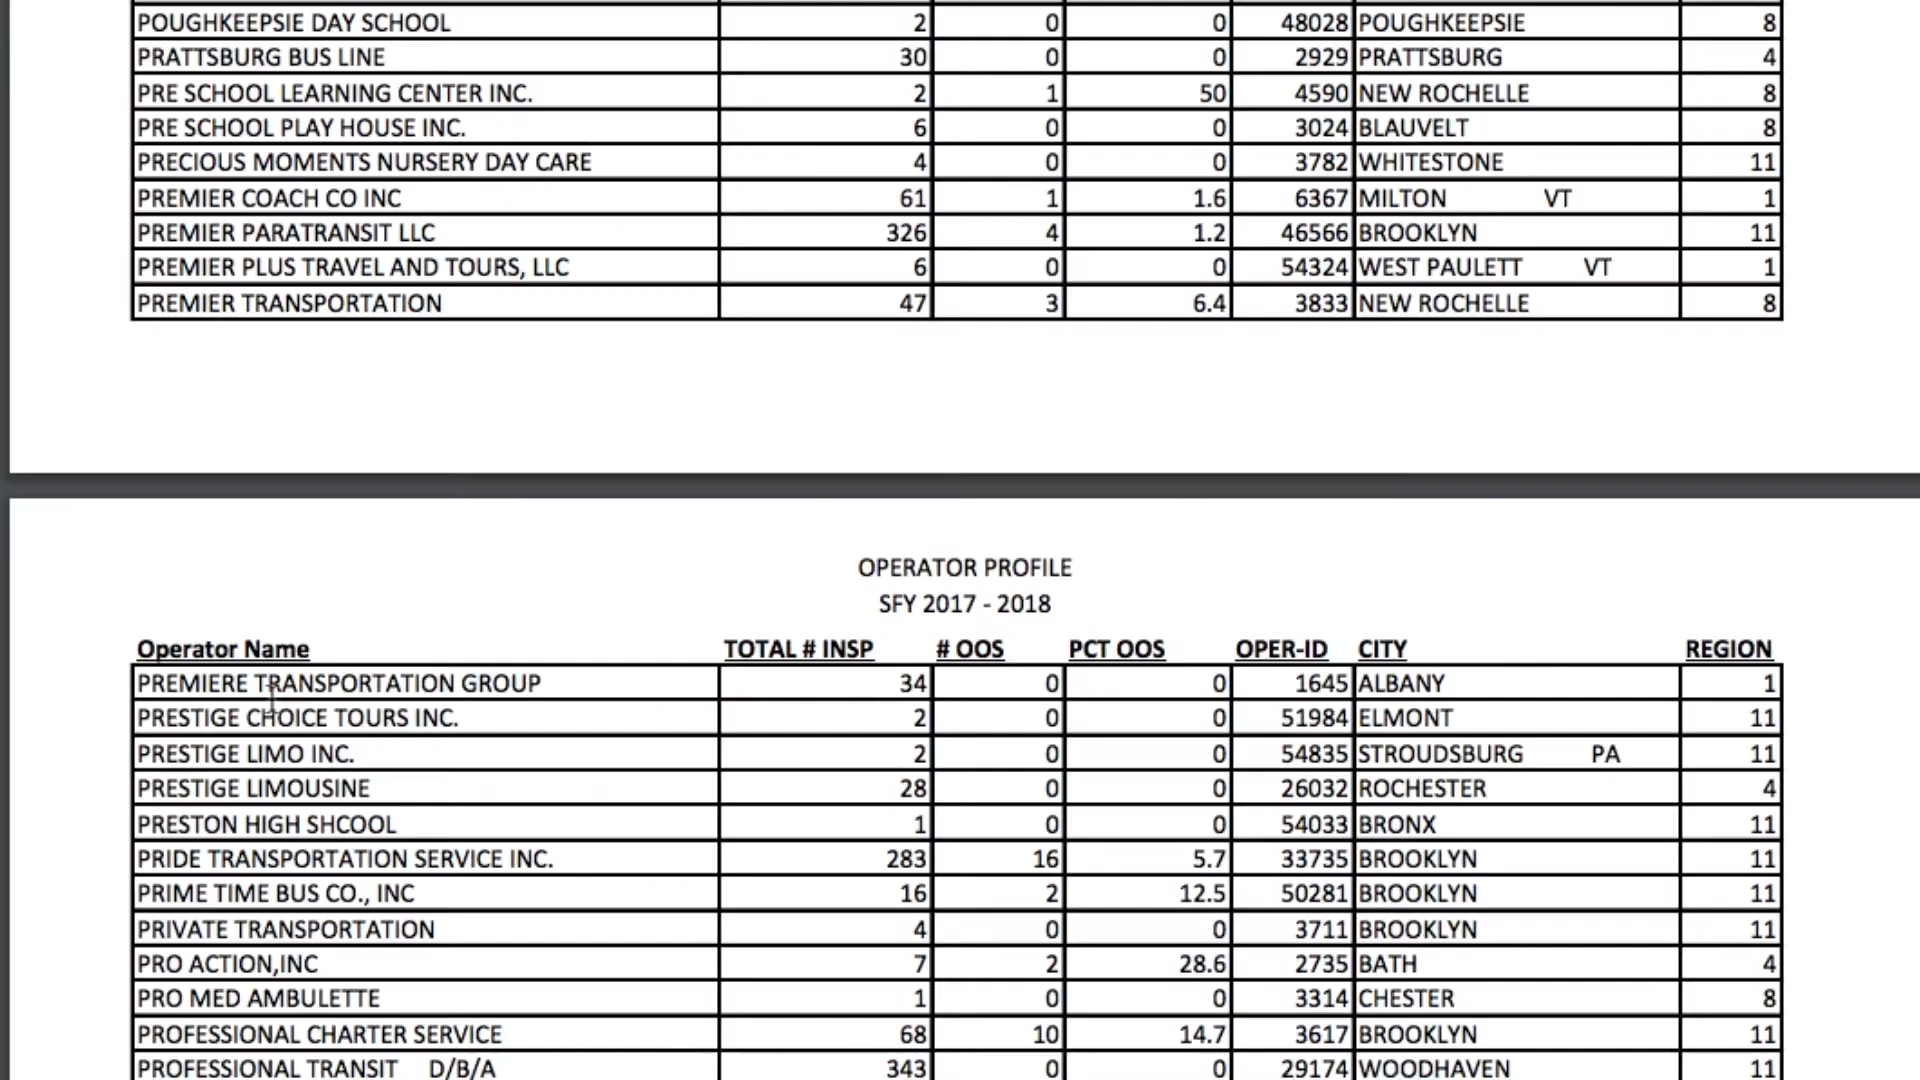 POUGHKEEPSIE DAY SCHOOL 2 0 0 48028 POUGHKEEPSIE 8
PRATTSBURG BUS LINE 30 0 0 2929 PRATTSBURG 4
PRE SCHOOL LEARNING CENTER INC. 2 1 50 4590 NEW ROCHELLE 8
PRE SCHOOL PLAY HOUSE INC. 6 0 0 3024 BLAUVELT 8
PRECIOUS MOMENTS NURSERY DAY CARE 4 0 0 3782 WHITESTONE 11
PREMIER COACH CO INC 61 1 1.6 6367 MILTON VT 1
PREMIER PARATRANSIT LLC 326 4 1.2 46566 BROOKLYN 11
PREMIER PLUS TRAVEL AND TOURS, LLC 6 0 0 54324 WEST PAULETT VT 1
PREMIER TRANSPORTATION 47 3 6.4 3833 NEW ROCHELLE 8
OPERATOR PROFILE
SFY 2017 - 2018
Operator Name TOTAL # INSP # OOS PCT OOS OPER-ID CITY REGION
PREMIERE TRANSPORTATION GROUP 34 0 0 1645 ALBANY 1
PRESTIGE CHOICE TOURS INC. 2 0 0 51984 ELMONT 11
PRESTIGE LIMO INC. 2 0 0 54835 STROUDSBURG PA 11
PRESTIGE LIMOUSINE 28 0 0 26032 ROCHESTER 4
PRESTON HIGH SHCOOL 1 0 0 54033 BRONX 11
PRIDE TRANSPORTATION SERVICE INC. 283 16 5.7 33735 BROOKLYN 11
PRIME TIME BUS CO., INC 16 2 12.5 50281 BROOKLYN 11
PRIVATE TRANSPORTATION 4 0 0 3711 BROOKLYN 11
PRO ACTION,INC 7 2 28.6 2735 BATH 4
PRO MED AMBULETTE 1 0 0 3314 CHESTER 8
PROFESSIONAL CHARTER SERVICE 68 10 14.7 3617 BROOKLYN 11
PROFESSIONAL TRANSIT D/B/A 343 0 0 29174 WOODHAVEN 11